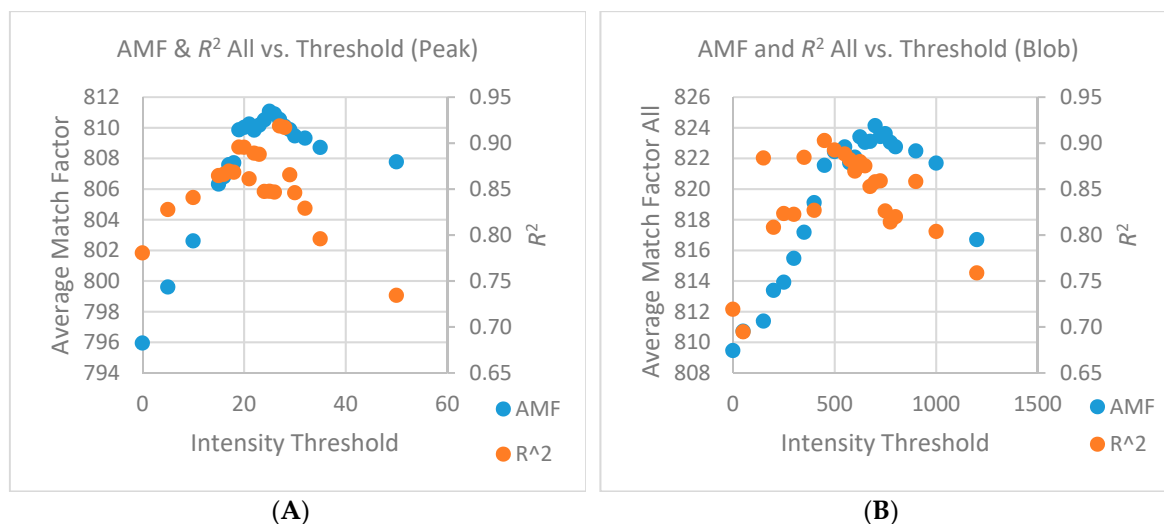 AMF & R² All vs. Threshold (Peak)
Average Match Factor
812
810
808
806
804
802
800
798
796
794
0.95
0.90
0.85
0.80
0.75
0.70
0.65
R²
0 20 40 60
Intensity Threshold
AMF
R^2
(A)
AMF and R² All vs. Threshold (Blob)
Average Match Factor All
826
824
822
820
818
816
814
812
810
808
0.95
0.90
0.85
0.80
0.75
0.70
0.65
R²
0 500 1000 1500
Intensity Threshold
AMF
R^2
(B)